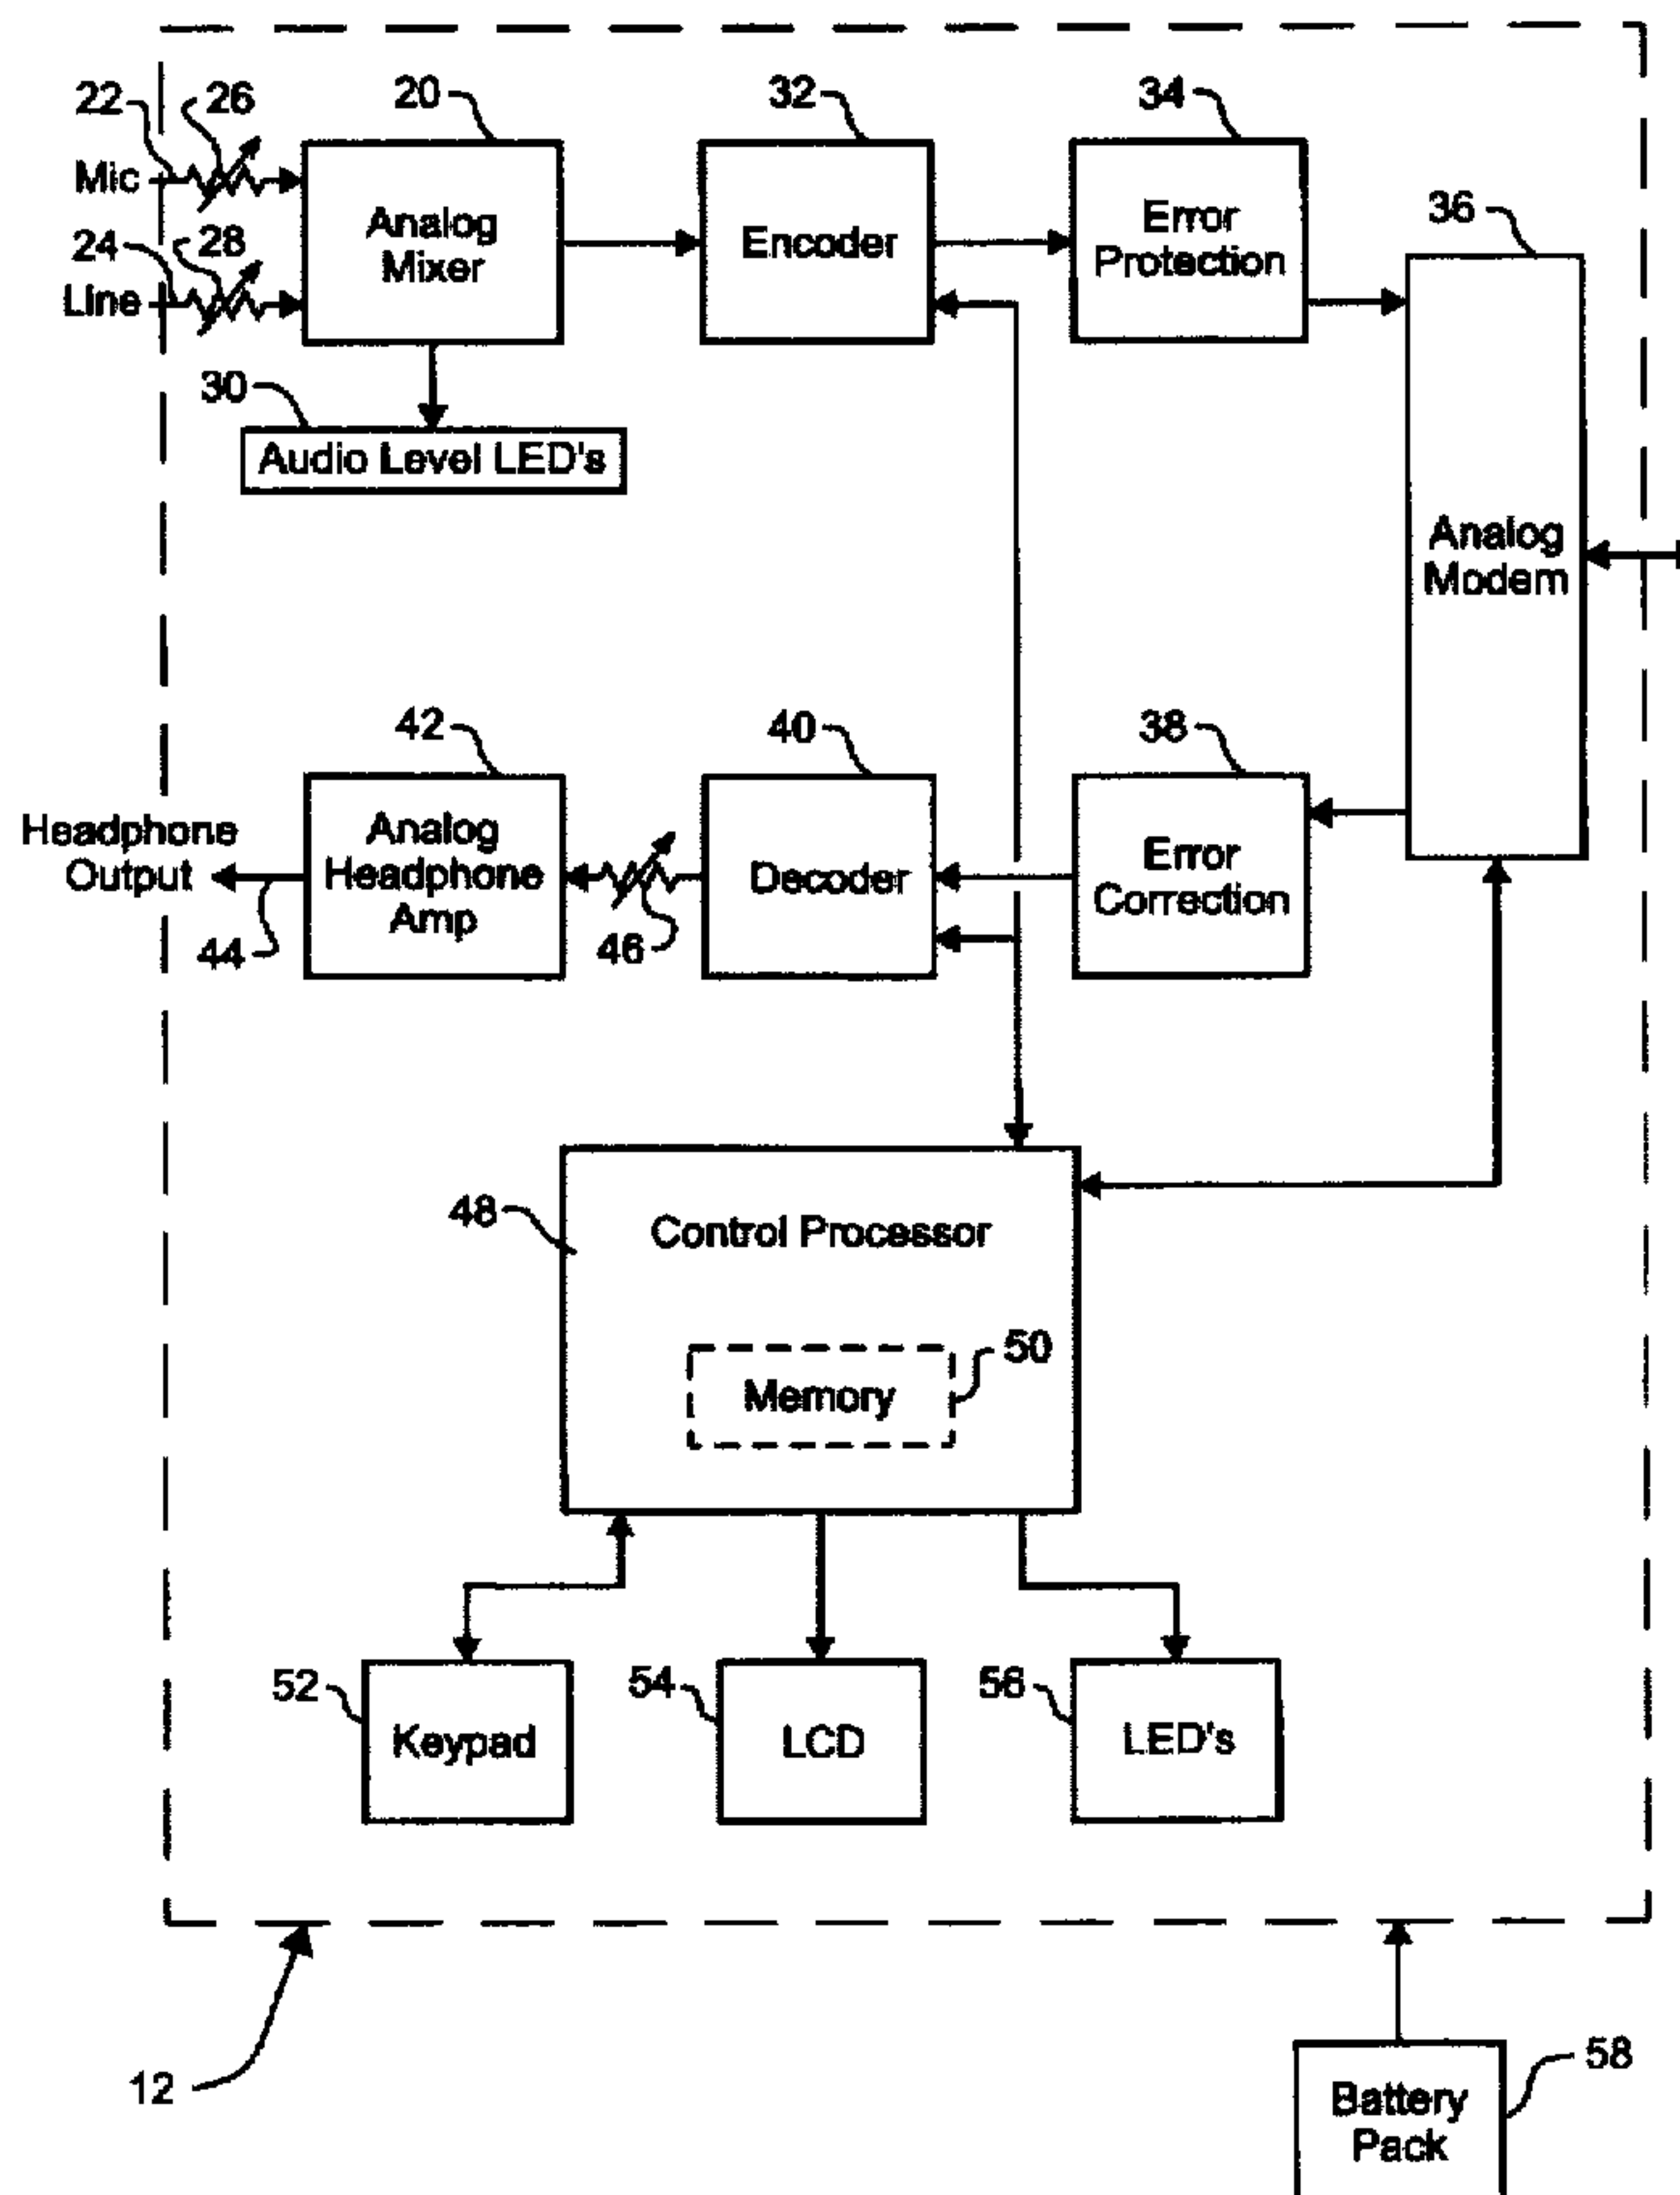 22
26
20
32
34
Mic
Analog
Mixer
Encoder
Error
Protection
36
24
28
Line
30
Audio Level LED's
Analog
Modem
42
40
38
Headphone
Output
Analog
Headphone
Amp
Decoder
Error
Correction
44
46
48
Control Processor
50
Memory
52
54
56
Keypad
LCD
LED's
12
58
Battery
Pack